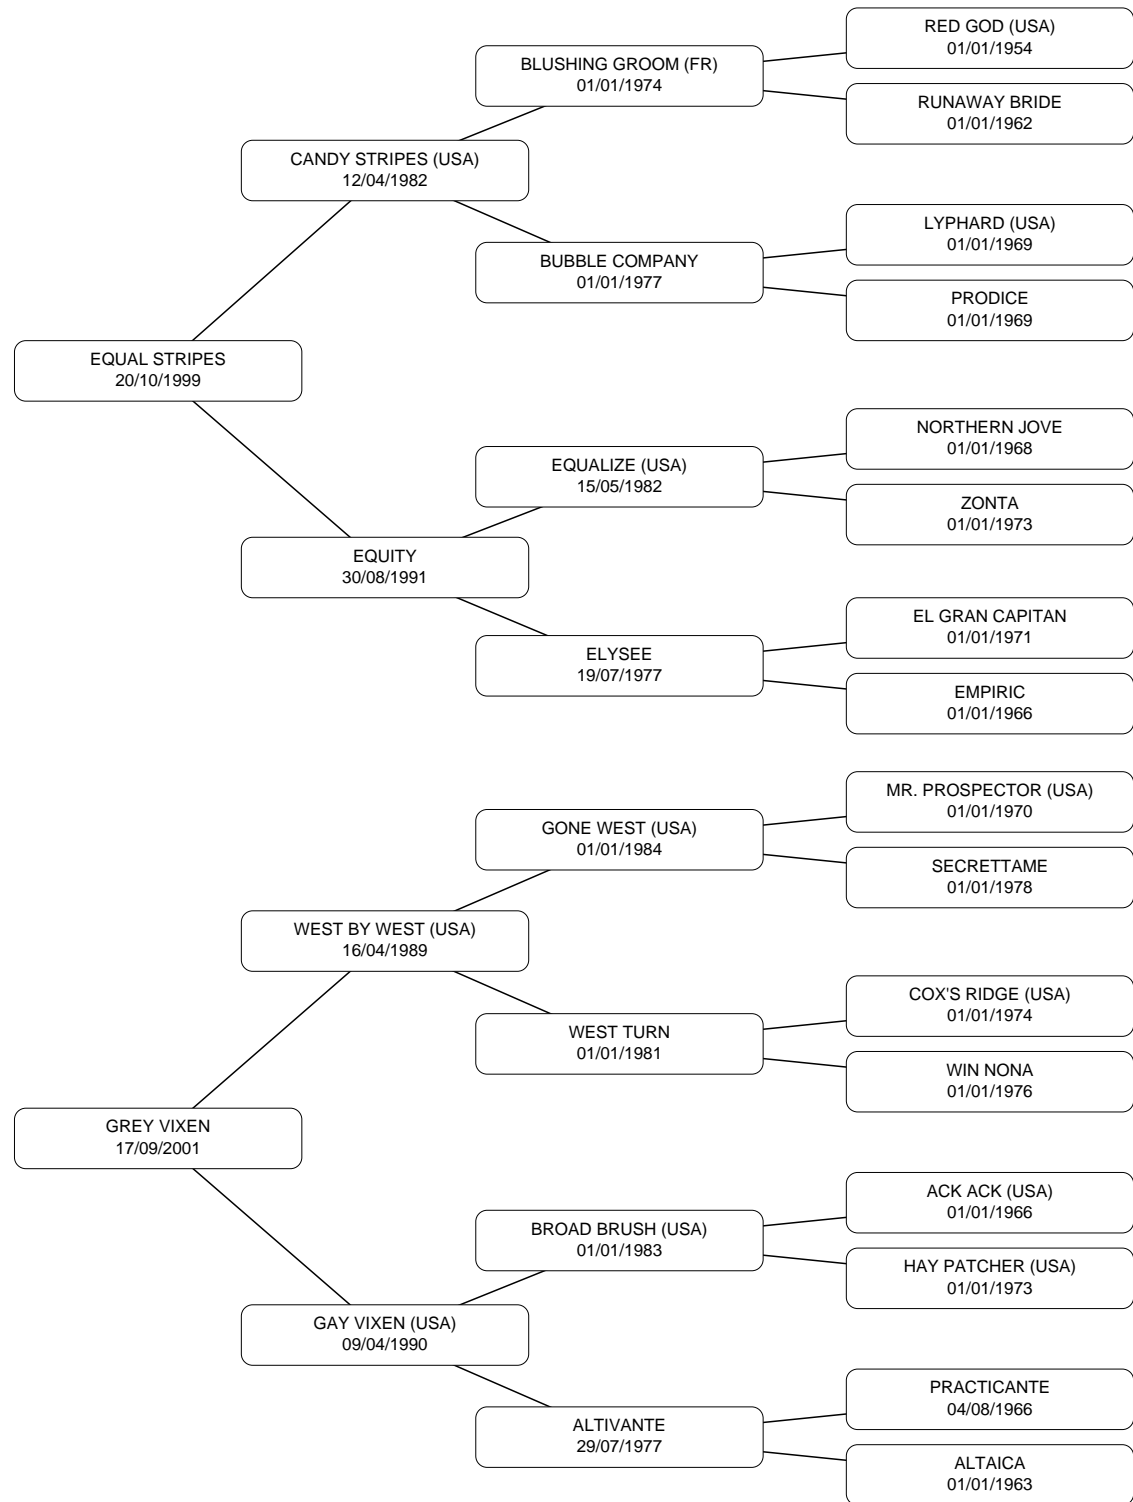 RED GOD (USA)
01/01/1954
BLUSHING GROOM (FR)
01/01/1974
RUNAWAY BRIDE
01/01/1962
CANDY STRIPES (USA)
12/04/1982
LYPHARD (USA)
01/01/1969
BUBBLE COMPANY
01/01/1977
PRODICE
01/01/1969
EQUAL STRIPES
20/10/1999
NORTHERN JOVE
01/01/1968
EQUALIZE (USA)
15/05/1982
ZONTA
01/01/1973
EQUITY
30/08/1991
EL GRAN CAPITAN
01/01/1971
ELYSEE
19/07/1977
EMPIRIC
01/01/1966
MR. PROSPECTOR (USA)
01/01/1970
GONE WEST (USA)
01/01/1984
SECRETTAME
01/01/1978
WEST BY WEST (USA)
16/04/1989
COX'S RIDGE (USA)
01/01/1974
WEST TURN
01/01/1981
WIN NONA
01/01/1976
GREY VIXEN
17/09/2001
ACK ACK (USA)
01/01/1966
BROAD BRUSH (USA)
01/01/1983
HAY PATCHER (USA)
01/01/1973
GAY VIXEN (USA)
09/04/1990
PRACTICANTE
04/08/1966
ALTIVANTE
29/07/1977
ALTAICA
01/01/1963